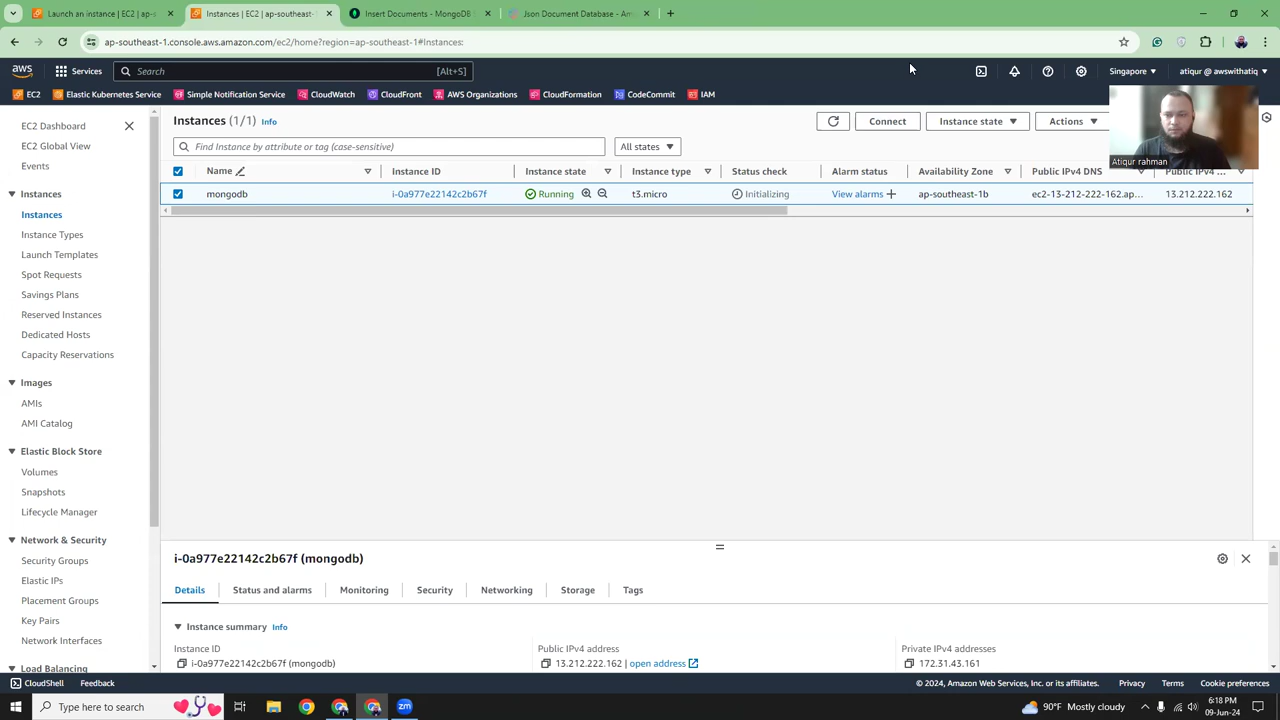 Launch an instance | EC2 | ap-s
Instances | EC2 | ap-southeast-1
Insert Documents - MongoDB
Json Document Database - Ama
ap-southeast-1.console.aws.amazon.com/ec2/home?region=ap-southeast-1#Instances:
aws
Services
Search
[Alt+S]
Singapore
atiqur @ awswithatiq
EC2
Elastic Kubernetes Service
Simple Notification Service
CloudWatch
CloudFront
AWS Organizations
CloudFormation
CodeCommit
IAM
EC2 Dashboard
EC2 Global View
Events
Instances
Instances
Instance Types
Launch Templates
Spot Requests
Savings Plans
Reserved Instances
Dedicated Hosts
Capacity Reservations
Images
AMIs
AMI Catalog
Elastic Block Store
Volumes
Snapshots
Lifecycle Manager
Network & Security
Security Groups
Elastic IPs
Placement Groups
Key Pairs
Network Interfaces
Load Balancing
Instances (1/1) Info
Connect
Instance state
Actions
Atiqur rahman
Find Instance by attribute or tag (case-sensitive)
All states
Name
Instance ID
Instance state
Instance type
Status check
Alarm status
Availability Zone
Public IPv4 DNS
Public IPv4 ...
mongodb
i-0a977e22142c2b67f
Running
t3.micro
Initializing
View alarms
ap-southeast-1b
ec2-13-212-222-162.ap...
13.212.222.162
i-0a977e22142c2b67f (mongodb)
Details
Status and alarms
Monitoring
Security
Networking
Storage
Tags
Instance summary Info
Instance ID
Public IPv4 address
Private IPv4 addresses
i-0a977e22142c2b67f (mongodb)
13.212.222.162 | open address
172.31.43.161
CloudShell
Feedback
© 2024, Amazon Web Services, Inc. or its affiliates.
Privacy
Terms
Cookie preferences
Type here to search
zm
90°F Mostly cloudy
6:18 PM
09-Jun-24